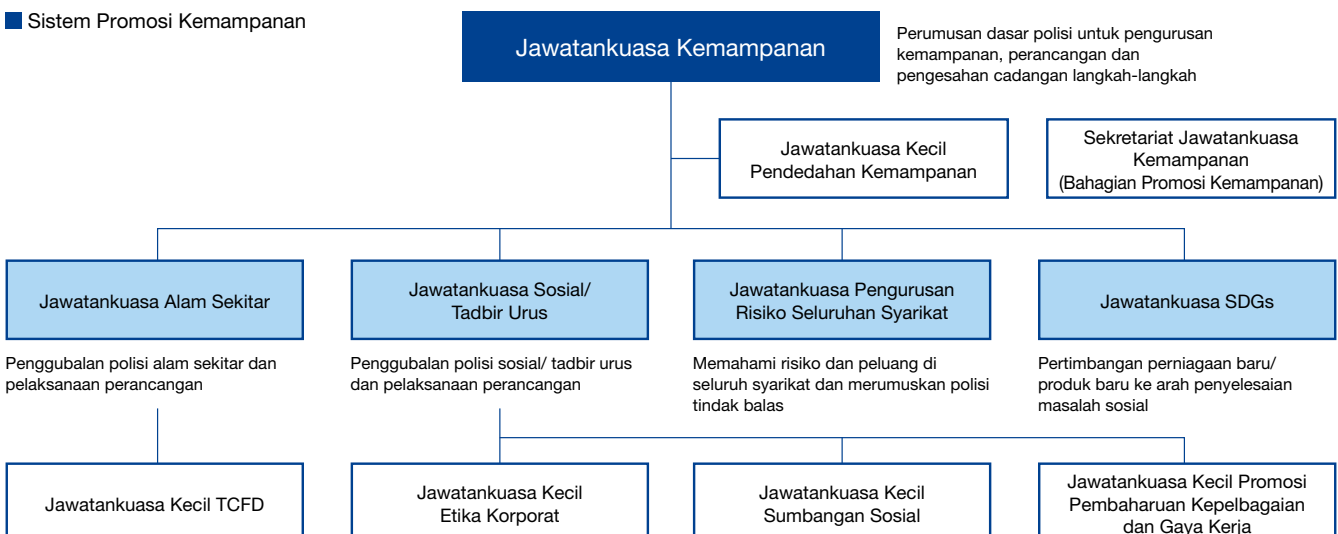 Sistem Promosi Kemampanan
Jawatankuasa Kemampanan
Perumusan dasar polisi untuk pengurusan
kemampanan, perancangan dan
pengesahan cadangan langkah-langkah
Jawatankuasa Kecil
Pendedahan Kemampanan
Sekretariat Jawatankuasa
Kemampanan
(Bahagian Promosi Kemampanan)
Jawatankuasa Alam Sekitar
Penggubalan polisi alam sekitar dan
pelaksanaan perancangan
Jawatankuasa Sosial/
Tadbir Urus
Penggubalan polisi sosial/ tadbir urus
dan pelaksanaan perancangan
Jawatankuasa Pengurusan
Risiko Seluruhan Syarikat
Memahami risiko dan peluang di
seluruh syarikat dan merumuskan polisi
tindak balas
Jawatankuasa SDGs
Pertimbangan perniagaan baru/
produk baru ke arah penyelesaian
masalah sosial
Jawatankuasa Kecil TCFD
Jawatankuasa Kecil
Etika Korporat
Jawatankuasa Kecil
Sumbangan Sosial
Jawatankuasa Kecil Promosi
Pembaharuan Kepelbagaian
dan Gaya Kerja